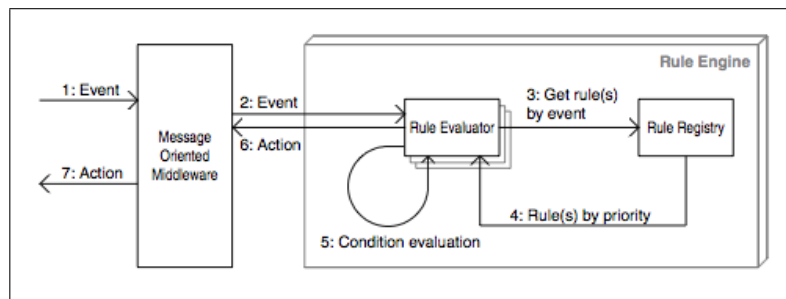 Rule Engine
1: Event
2: Event
3: Get rule(s)
by event
Rule Evaluator
Rule Registry
Message
Oriented
Middleware
6: Action
7: Action
4: Rule(s) by priority
5: Condition evaluation